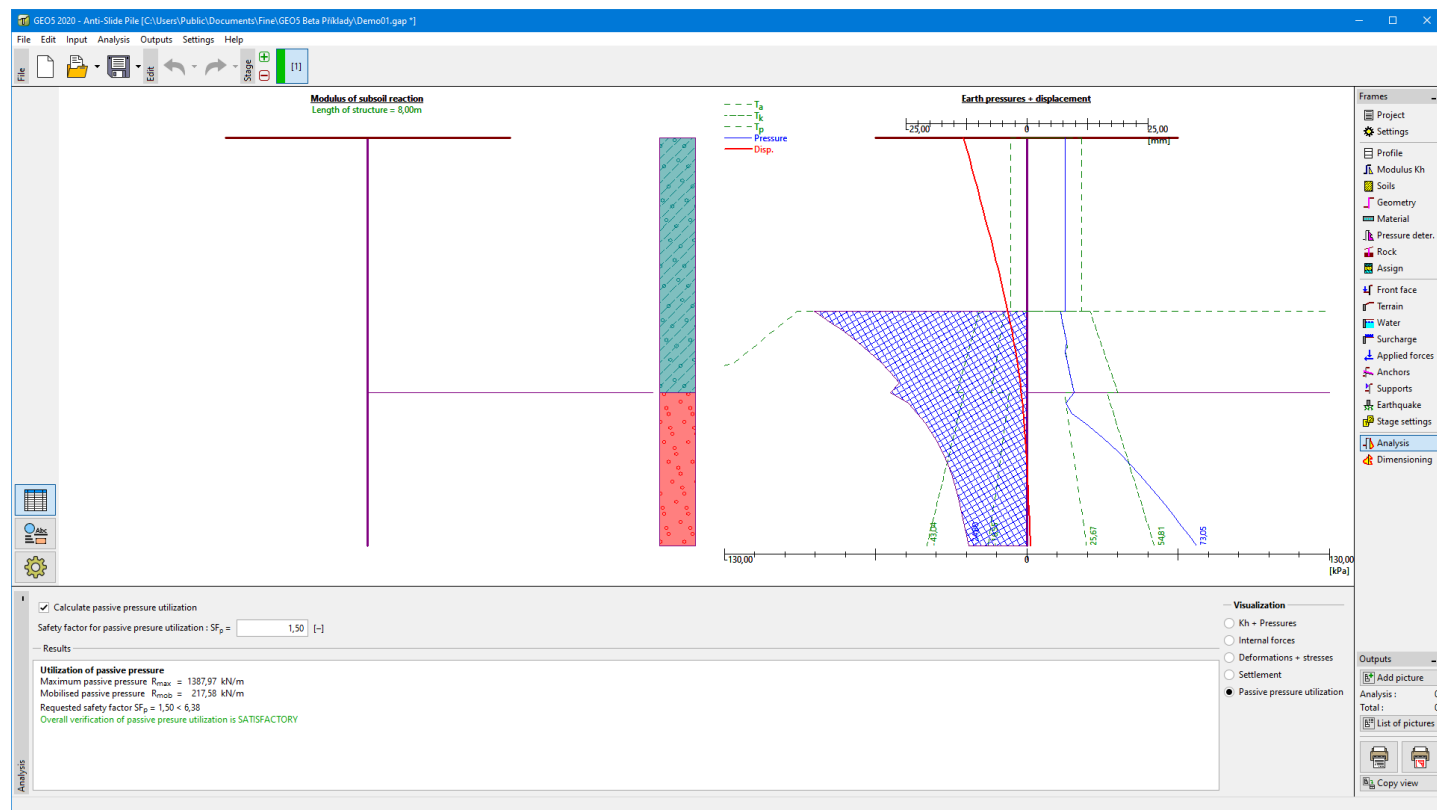 GEO5 2020 - Anti-Slide Pile [C:\Users\Public\Documents\Fine\GEO5 Beta Příklady\Demo01.gap *]
File Edit Input Analysis Outputs Settings Help
File
Edit
Stage
[1]
Modulus of subsoil reaction
Length of structure = 8,00m
Ta
Tk
Tp
Pressure
Disp.
Earth pressures + displacement
-25,00 0 25,00
[mm]
-43,04
25,67
54,81
73,05
-130,00 0 130,00
[kPa]
Frames
Project
Settings
Profile
Modulus Kh
Soils
Geometry
Material
Pressure deter.
Rock
Assign
Front face
Terrain
Water
Surcharge
Applied forces
Anchors
Supports
Earthquake
Stage settings
Analysis
Dimensioning
Outputs
Add picture
Analysis : 0
Total : 0
List of pictures
Copy view
Abc
Analysis
Calculate passive pressure utilization
Safety factor for passive presure utilization : SFp = 1,50 [–]
Results
Utilization of passive pressure
Maximum passive pressure Rmax = 1387,97 kN/m
Mobilised passive pressure Rmob = 217,58 kN/m
Requested safety factor SFp = 1,50 < 6,38
Overall verification of passive presure utilization is SATISFACTORY
Visualization
Kh + Pressures
Internal forces
Deformations + stresses
Settlement
Passive pressure utilization